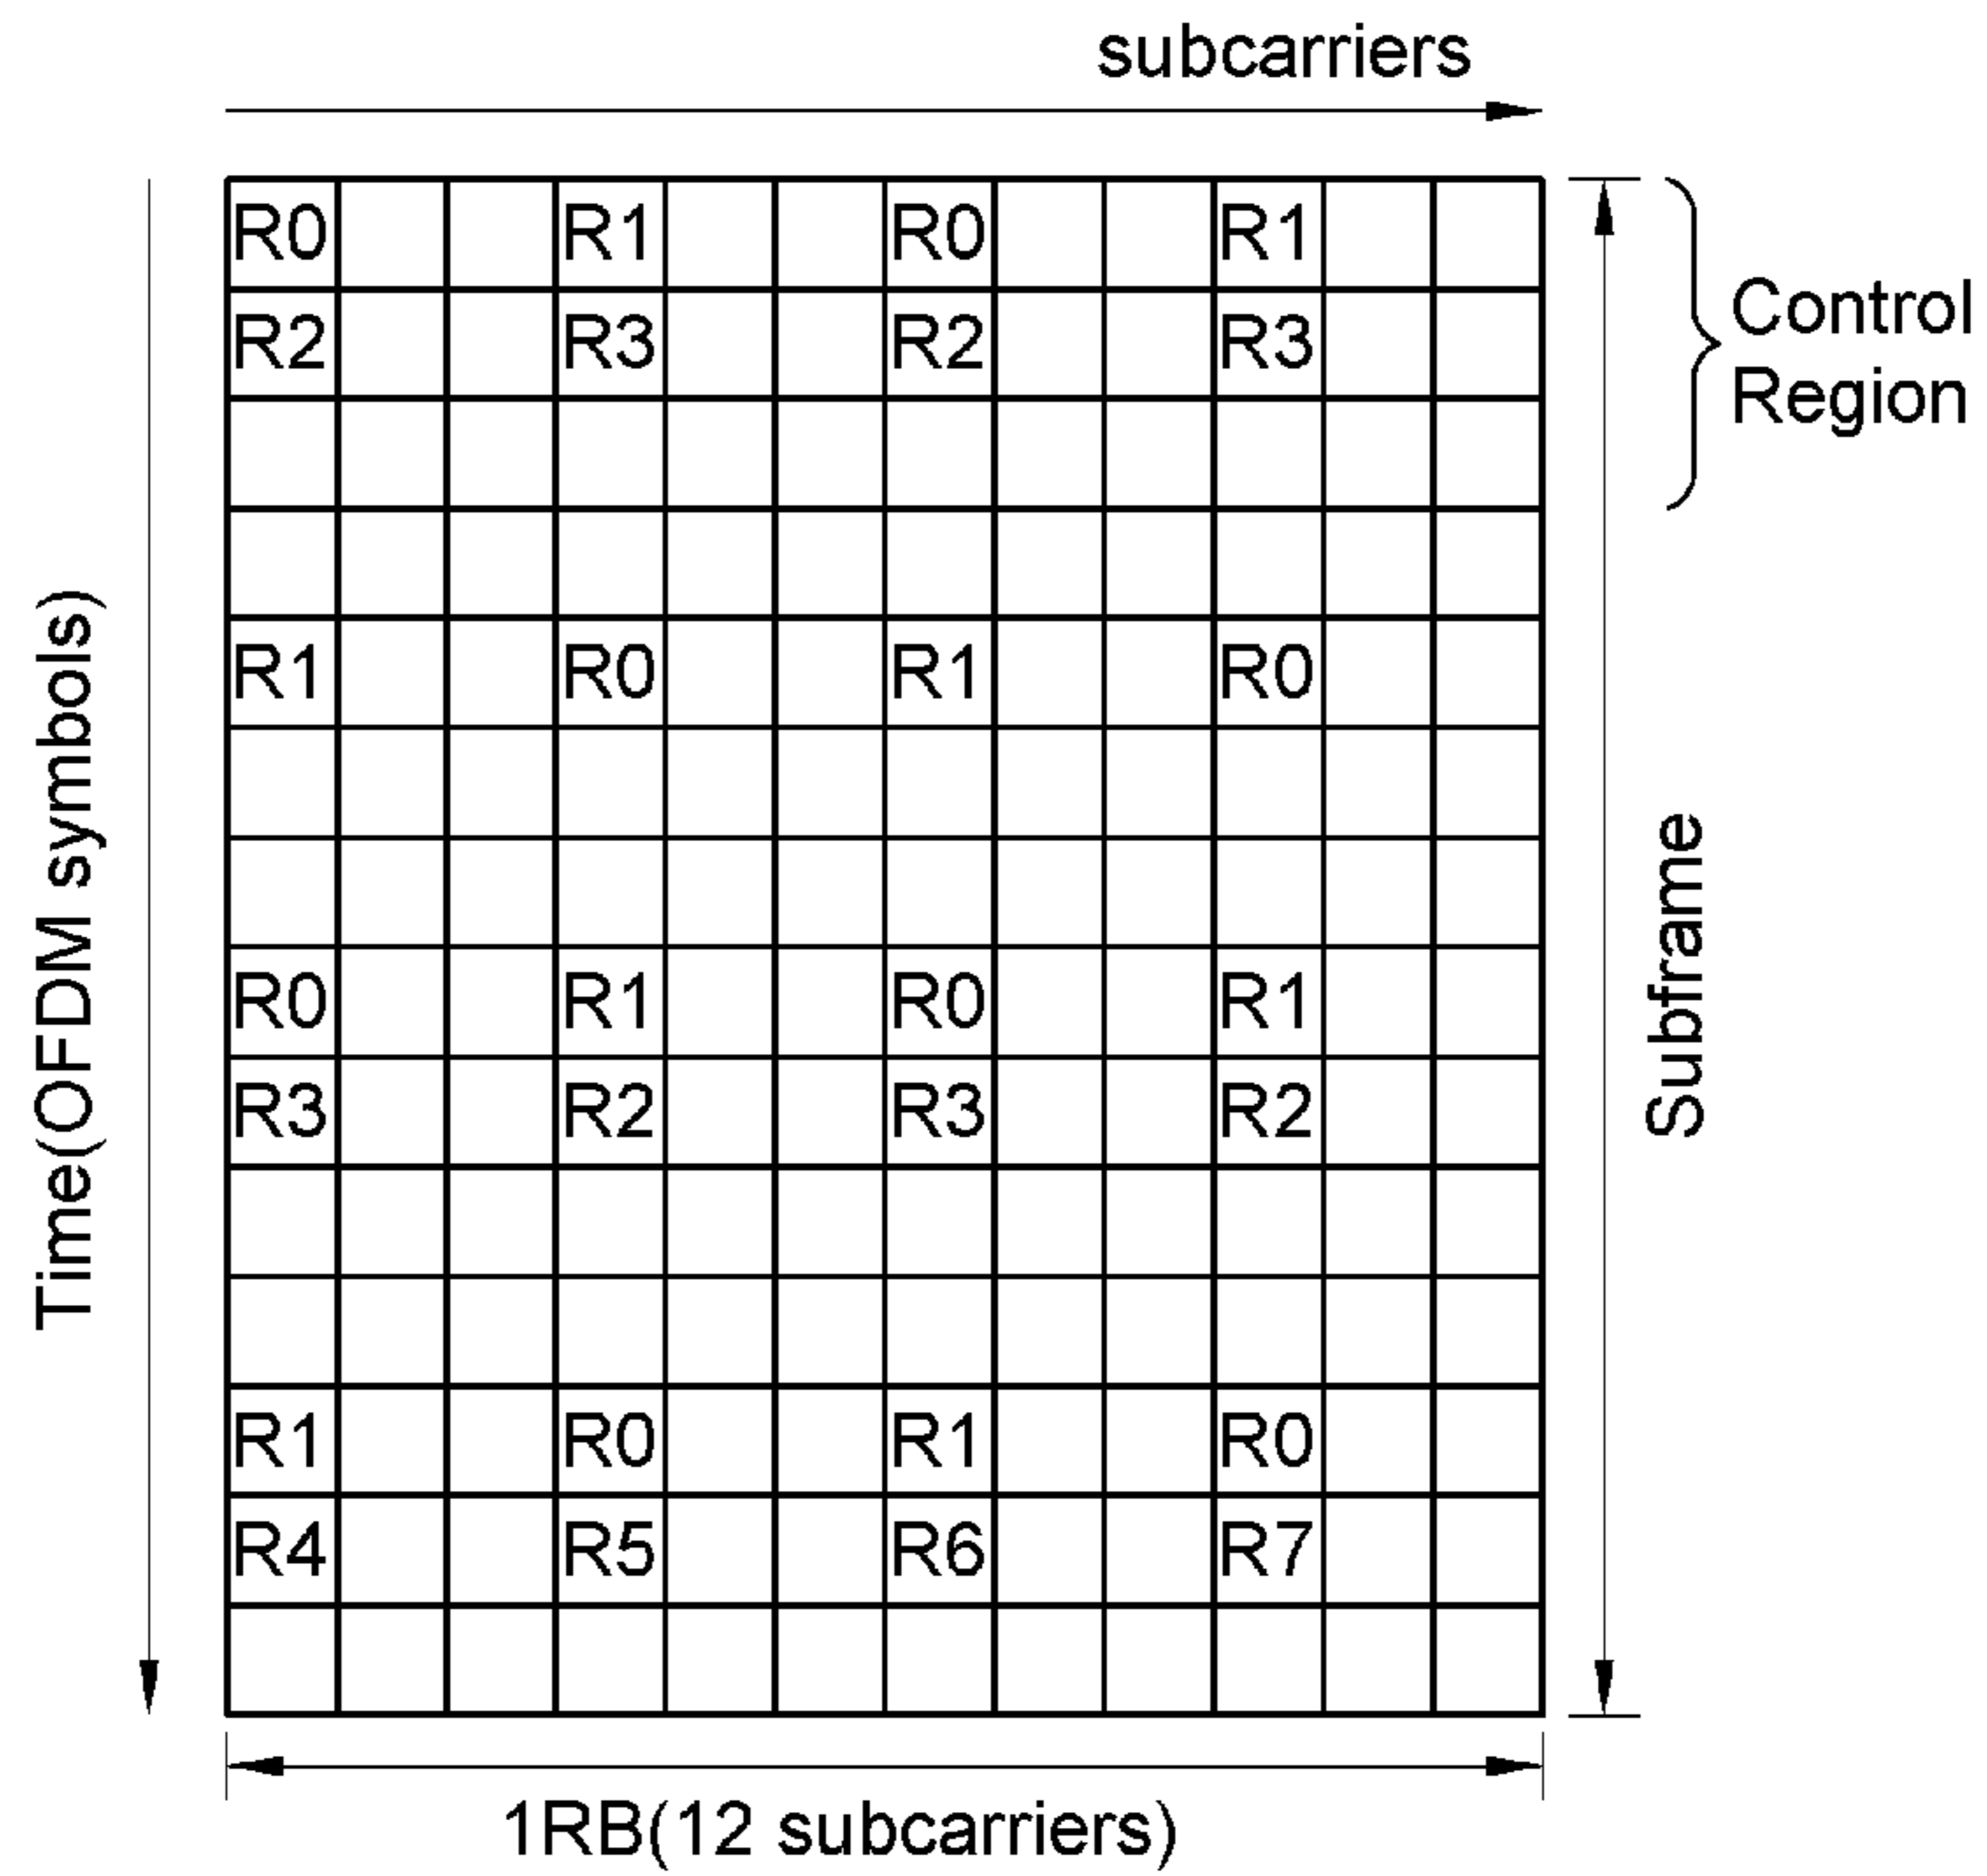 subcarriers
R0 R1 R0 R1
R2 R3 R2 R3
Control
Region
R1 R0 R1 R0
Time(OFDM symbols)
Subframe
R0 R1 R0 R1
R3 R2 R3 R2
R1 R0 R1 R0
R4 R5 R6 R7
1RB(12 subcarriers)